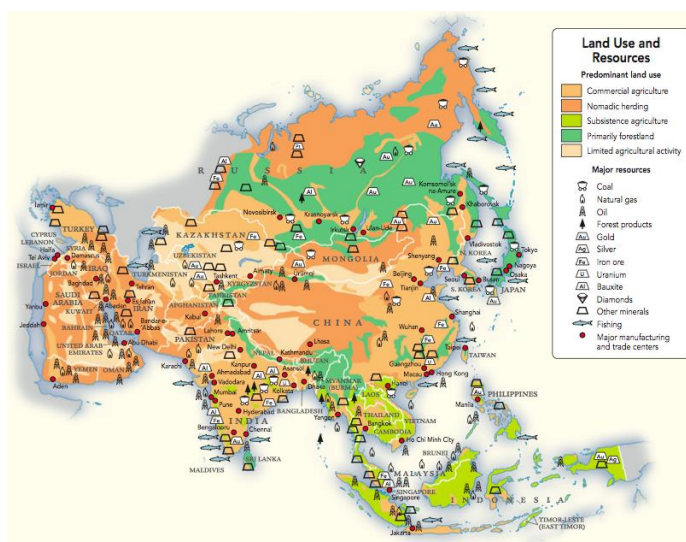 Land Use and
Resources
Predominant land use
Commercial agriculture
Nomadic herding
Subsistence agriculture
Primarily forestland
Limited agricultural activity
Major resources
Coal
Natural gas
Oil
Forest products
Au Gold
Ag Silver
Fe Iron ore
U Uranium
Al Bauxite
Diamonds
Other minerals
Fishing
Major manufacturing
and trade centers
RUSSIA
Komsomol'sk
na-Amure
Khabarovsk
Novosibirsk
Krasnoyarsk
Irkutsk
Ulan-Ude
Vladivostok
Izmir
TURKEY
CYPRUS
LEBANON
SYRIA
Haifa
Damascus
Tel Aviv
ISRAEL
JORDAN
IRAQ
Baghdad
Tehran
SAUDI
ARABIA
Abadan
Esfahan
IRAN
KUWAIT
Yanbu
BAHRAIN
QATAR
Bandar-e-
Abbas
Jeddah
UNITED ARAB
EMIRATES
Abu Dhabi
YEMEN
OMAN
Aden
KAZAKHSTAN
UZBEKISTAN
TURKMENISTAN
Tashkent
Almaty
KYRGYZSTAN
TAJIKISTAN
AFGHANISTAN
Kabul
PAKISTAN
Lahore
Amritsar
Karachi
New Delhi
Ürümqi
MONGOLIA
CHINA
Shenyang
Beijing
Tianjin
N. KOREA
Seoul
S. KOREA
Busan
JAPAN
Tokyo
Nagoya
Osaka
Shanghai
Wuhan
Taipei
TAIWAN
Guangzhou
Macau
Hong Kong
Lhasa
NEPAL
Kathmandu
BHUTAN
Kanpur
Ahmadabad
Asansol
Dhaka
Vadodara
Kolkata
Mumbai
Pune
BANGLADESH
Hyderabad
INDIA
Bengaluru
Chennai
SRI LANKA
MALDIVES
MYANMAR
(BURMA)
Yangon
Hanoi
LAOS
THAILAND
Bangkok
VIETNAM
CAMBODIA
Ho Chi Minh City
PHILIPPINES
Manila
BRUNEI
MALAYSIA
SINGAPORE
Singapore
INDONESIA
Jakarta
TIMOR-LESTE
(EAST TIMOR)